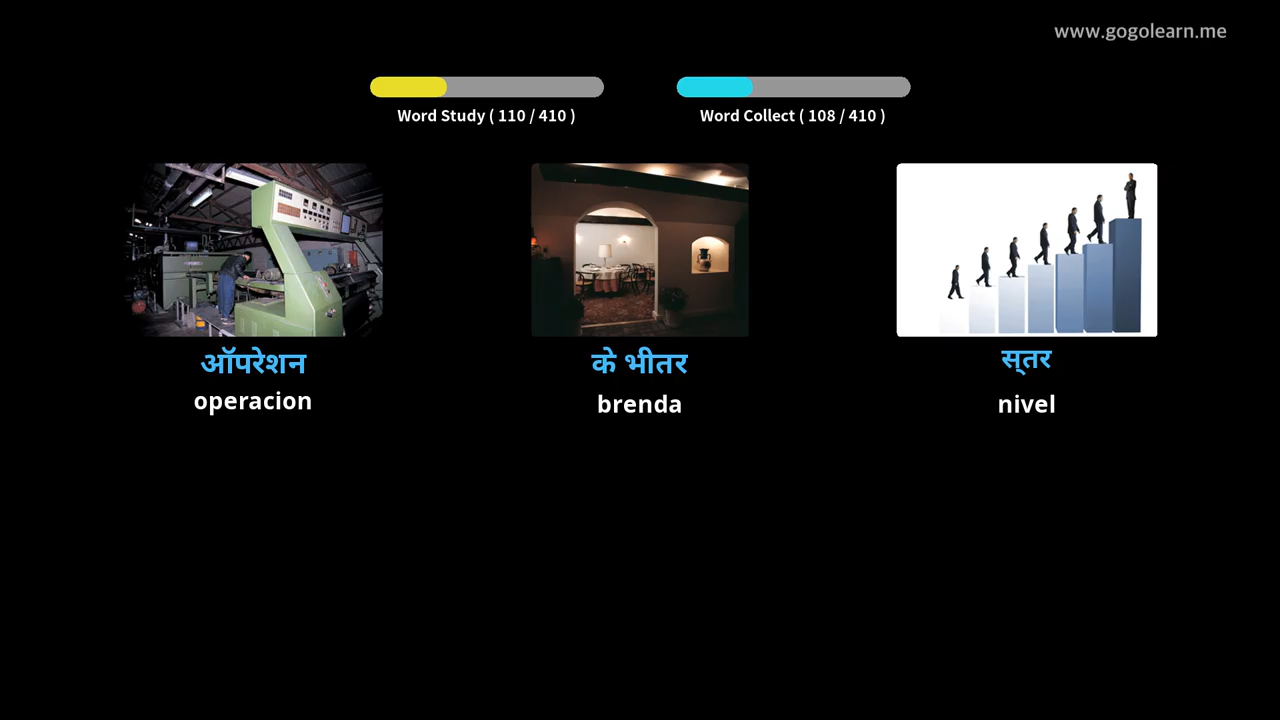 www.gogolearn.me
Word Study ( 110 / 410 )
Word Collect ( 108 / 410 )
ऑपरेशन
के भीतर
स्‌तर
operacion
brenda
nivel